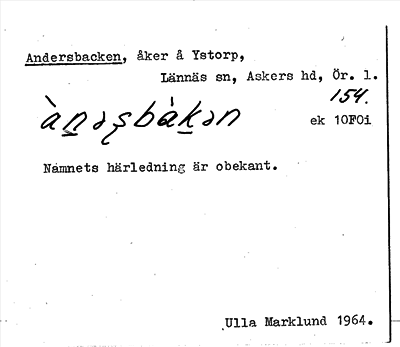 Andersbacken, åker å Ystorp,
Lännäs sn, Askers hd, Ör. l.
154.
ek 10F0i
Namnets härledning är obekant.
Ulla Marklund 1964.